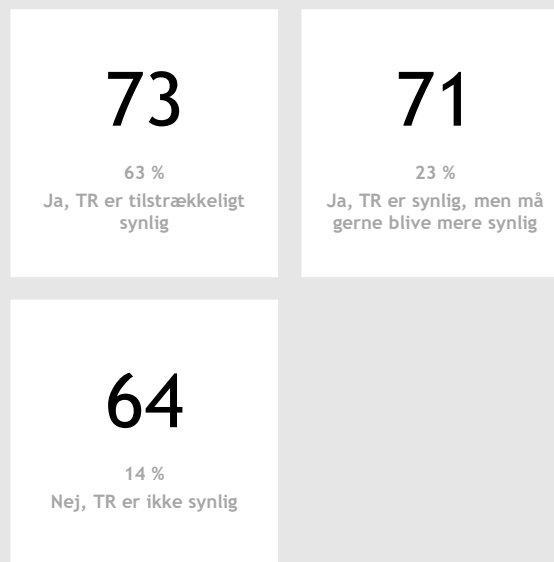 73
63 %
Ja, TR er tilstrækkeligt
synlig
71
23 %
Ja, TR er synlig, men må
gerne blive mere synlig
64
14 %
Nej, TR er ikke synlig